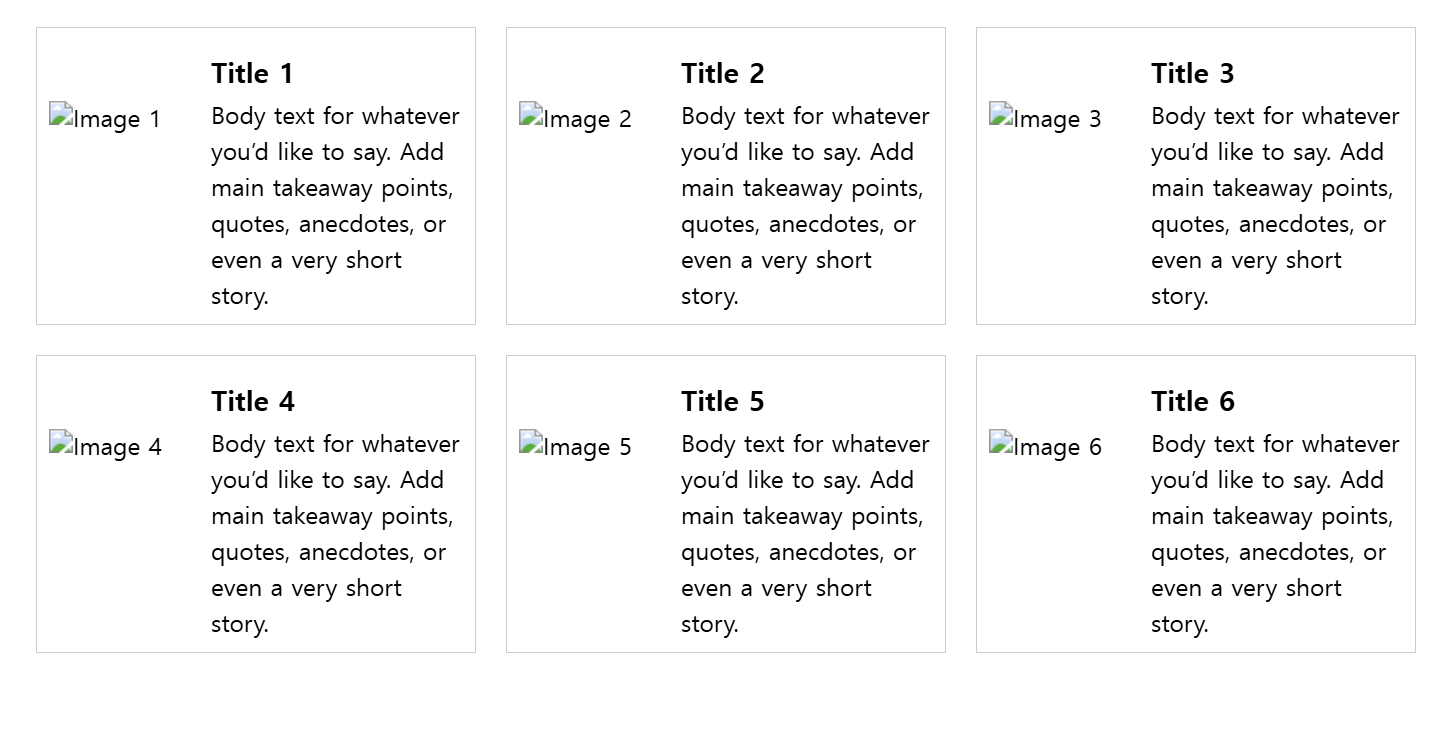 Title 1
Image 1
Body text for whatever
you’d like to say. Add
main takeaway points,
quotes, anecdotes, or
even a very short
story.
Title 2
Image 2
Body text for whatever
you’d like to say. Add
main takeaway points,
quotes, anecdotes, or
even a very short
story.
Title 3
Image 3
Body text for whatever
you’d like to say. Add
main takeaway points,
quotes, anecdotes, or
even a very short
story.
Title 4
Image 4
Body text for whatever
you’d like to say. Add
main takeaway points,
quotes, anecdotes, or
even a very short
story.
Title 5
Image 5
Body text for whatever
you’d like to say. Add
main takeaway points,
quotes, anecdotes, or
even a very short
story.
Title 6
Image 6
Body text for whatever
you’d like to say. Add
main takeaway points,
quotes, anecdotes, or
even a very short
story.